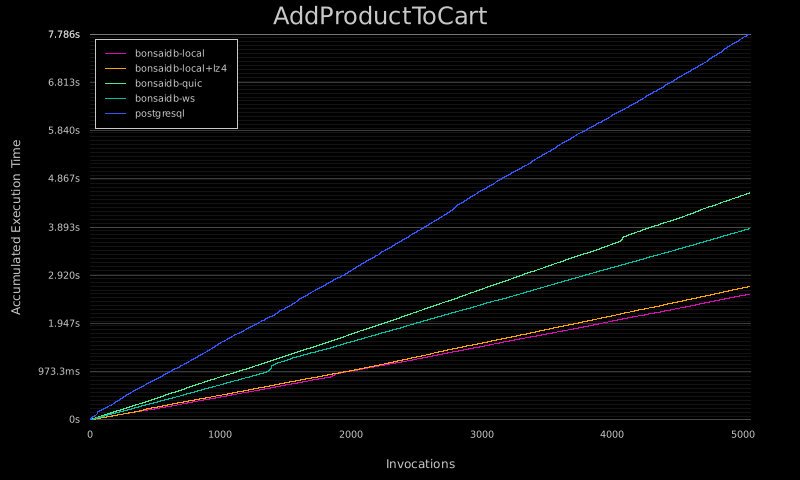 AddProductToCart
7.786s
6.813s
5.840s
4.867s
3.893s
2.920s
1.947s
973.3ms
0s
bonsaidb-local
bonsaidb-local+lz4
bonsaidb-quic
bonsaidb-ws
postgresql
Accumulated Execution Time
0 1000 2000 3000 4000 5000
Invocations